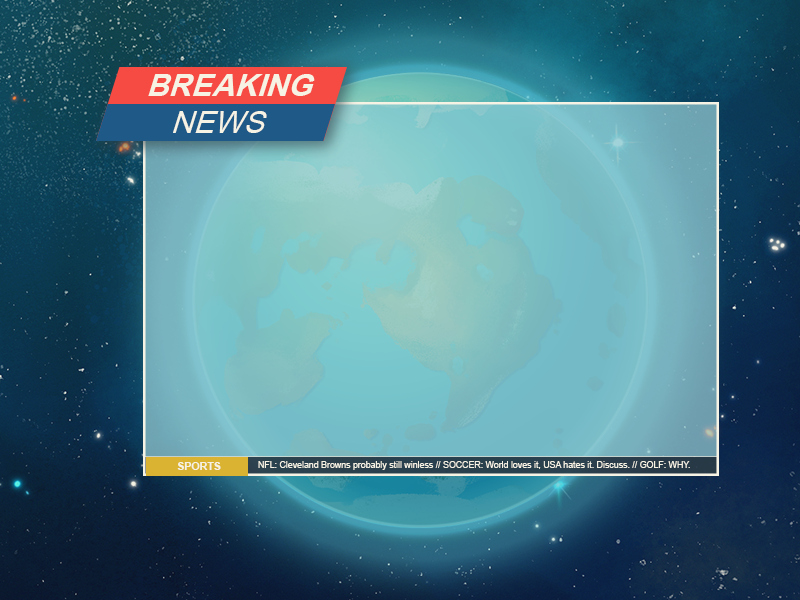 BREAKING
NEWS
SPORTS
NFL: Cleveland Browns probably still winless // SOCCER: World loves it, USA hates it. Discuss. // GOLF: WHY.